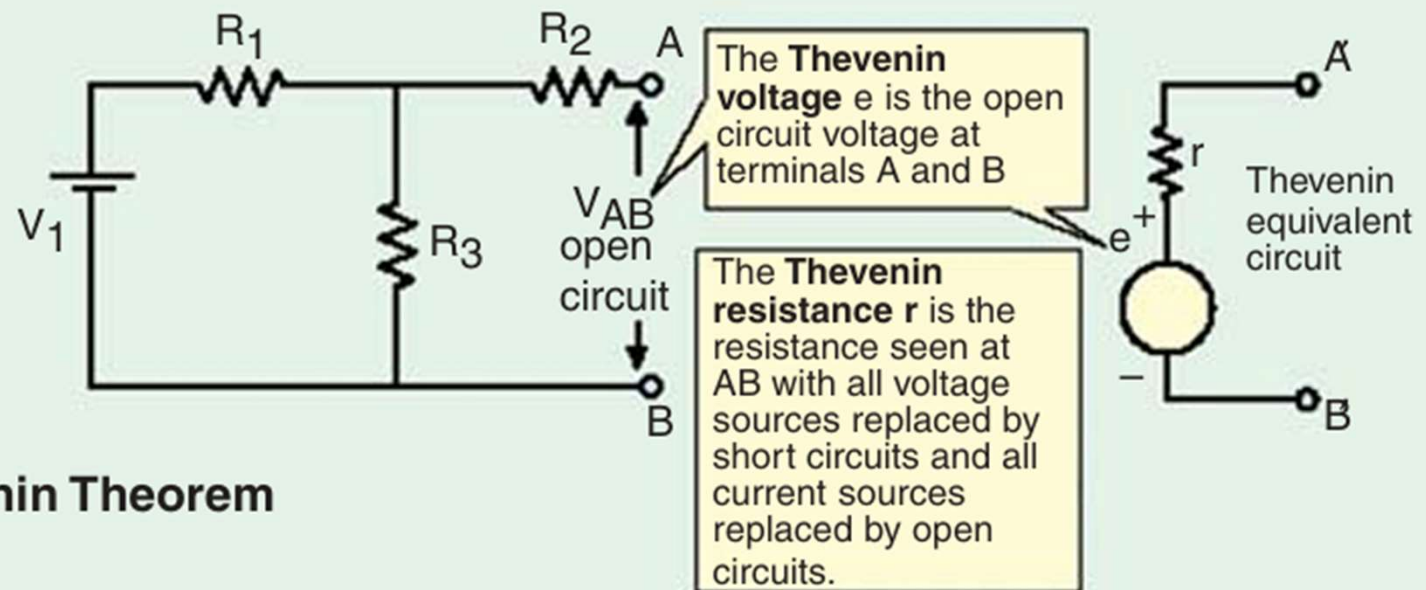 R1
R2
A
V1
R3
VAB
open
circuit
B
The Thevenin
voltage e is the open
circuit voltage at
terminals A and B
The Thevenin
resistance r is the
resistance seen at
AB with all voltage
sources replaced by
short circuits and all
current sources
replaced by open
circuits.
A′
r
Thevenin
equivalent
circuit
+
e
−
B′
nin Theorem